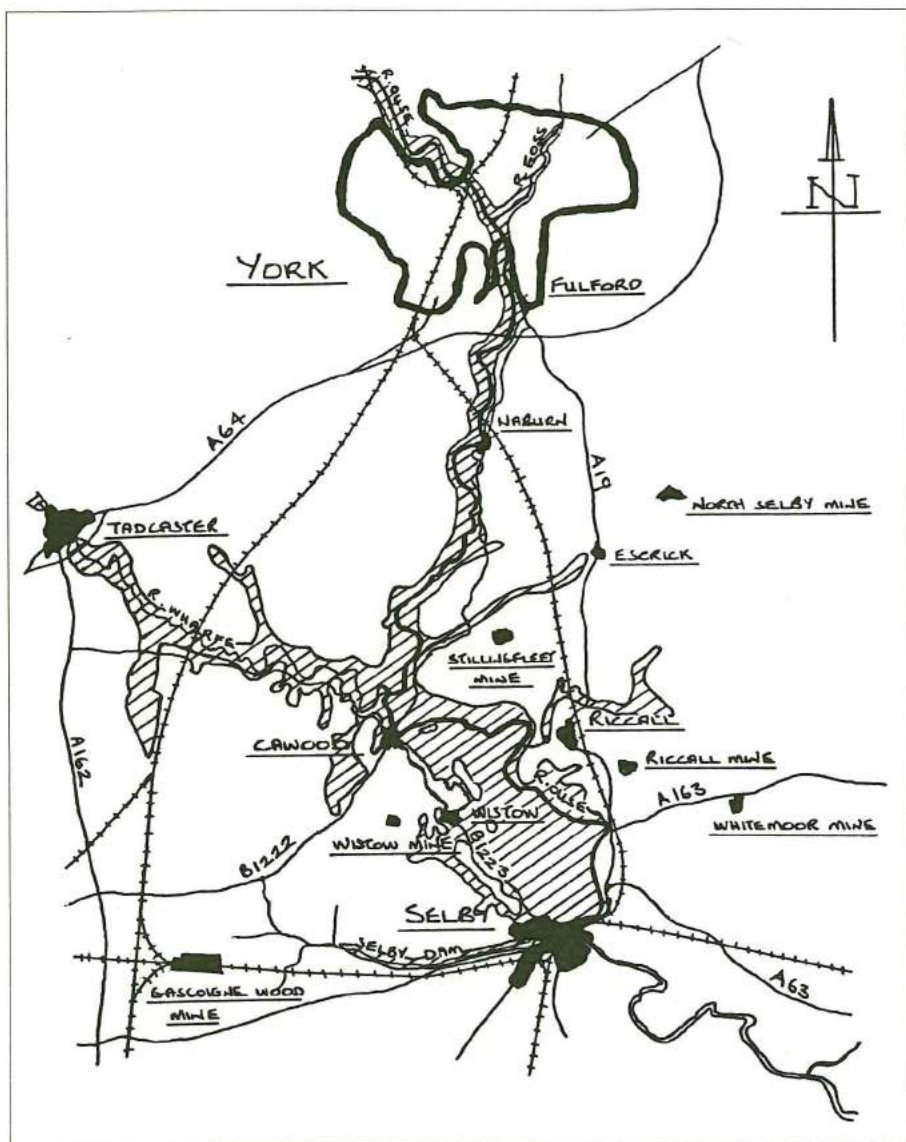 R. OUSE
R. FOSS
N
YORK
FULFORD
A64
NABURN
A19
NORTH SELBY MINE
TADCASTER
ESCRICK
R. WHARFE
STILLINGFLEET
MINE
RICCALL
CAWOOD
RICCALL MINE
A162
R. OUSE
A163
WISTOW
WHITEMOOR MINE
WISTOW MINE
B1222
B1223
SELBY
SELBY DAM
GASCOIGNE WOOD
MINE
A63